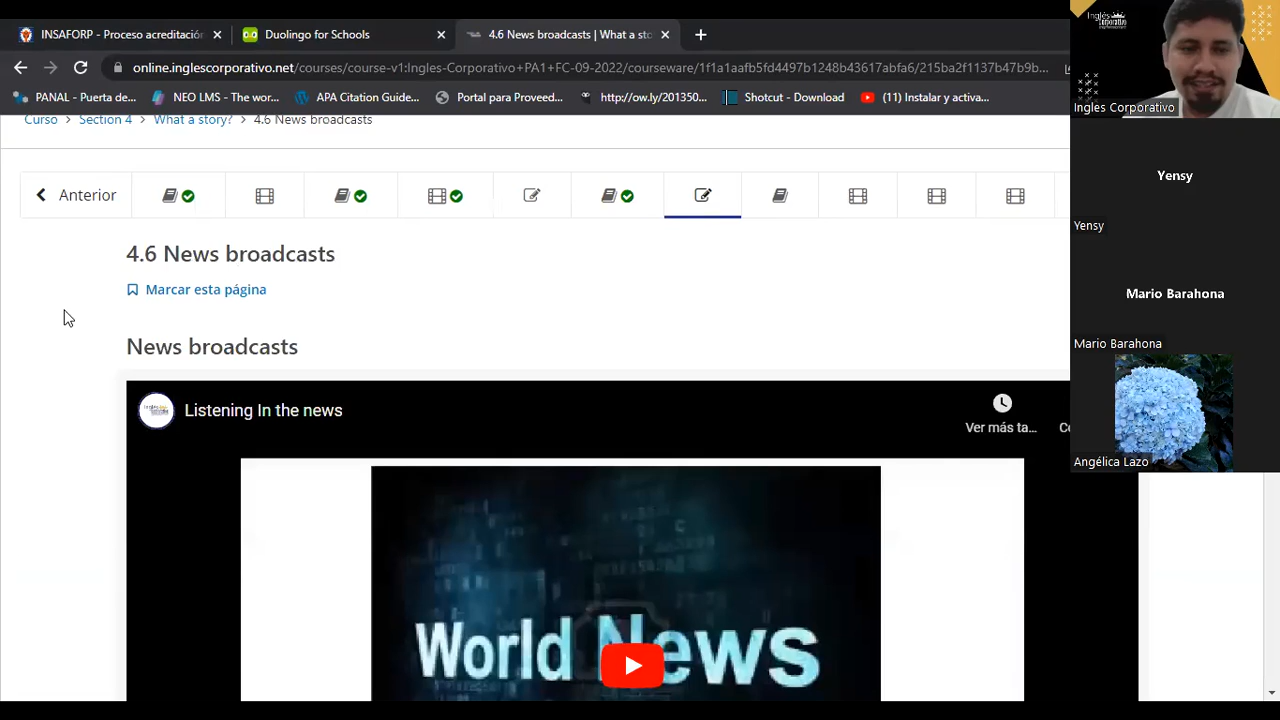 INSAFORP - Proceso acreditación
Duolingo for Schools
4.6 News broadcasts | What a sto
online.inglescorporativo.net/courses/course-v1:Ingles-Corporativo+PA1+FC-09-2022/courseware/1f1a1aafb5fd4497b1248b43617abfa6/215ba2f1137b47b9b...
PANAL - Puerta de...
NEO LMS - The wor...
APA Citation de...
Portal para Proveed...
http://ow.ly/201350...
Shotcut - Download
(11) Instalar y activa...
Curso > Section 4 > What a story? > 4.6 News broadcasts
Anterior
4.6 News broadcasts
Marcar esta página
News broadcasts
Listening In the news
Ver más ta...
World News
Inglés
Corporativo
Ingles Corporativo
Yensy
Yensy
Mario Barahona
Mario Barahona
Angélica Lazo